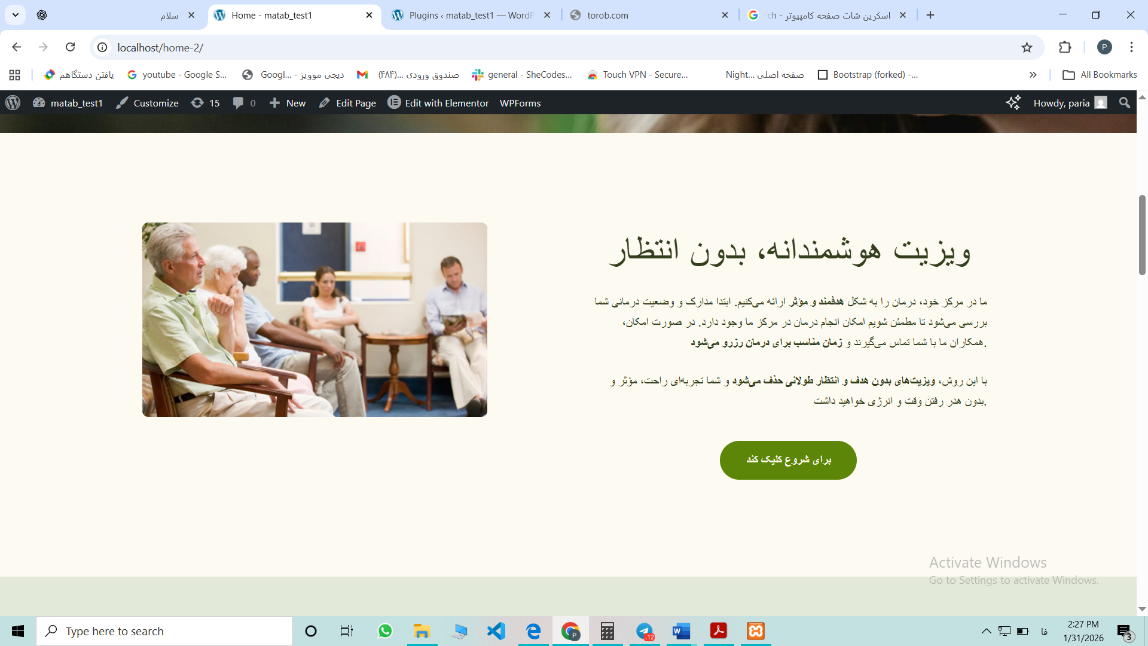 سلام
Home - matab_test1
Plugins ‹ matab_test1 — WordP
torob.com
اسکرین شات صفحه کامپیوتر - ch
localhost/home-2/
یافتن دستگاهم
youtube - Google S...
دیجی موویز - Googl...
صندوق ورودی (۴۸۴)...
general - SheCodes...
Touch VPN - Secure...
صفحه اصلی ...Night
Bootstrap (forked) -...
»
All Bookmarks
matab_test1
Customize
15
0
New
Edit Page
Edit with Elementor
WPForms
Howdy, paria
ویزیت هوشمندانه، بدون انتظار
ما در مرکز خود، درمان را به شکل هدفمند و مؤثر ارائه می‌کنیم. ابتدا مدارک و وضعیت درمانی شما
بررسی می‌شود تا مطمئن شویم امکان انجام درمان در مرکز ما وجود دارد. در صورت امکان،
.همکاران ما با شما تماس می‌گیرند و زمان مناسب برای درمان رزرو می‌شود
با این روش، ویزیت‌های بدون هدف و انتظار طولانی حذف می‌شود و شما تجربه‌ای راحت، مؤثر و
.بدون هدر رفتن وقت و انرژی خواهید داشت
برای شروع کلیک کند
Activate Windows
Go to Settings to activate Windows.
Type here to search
فا
2:27 PM
1/31/2026
3